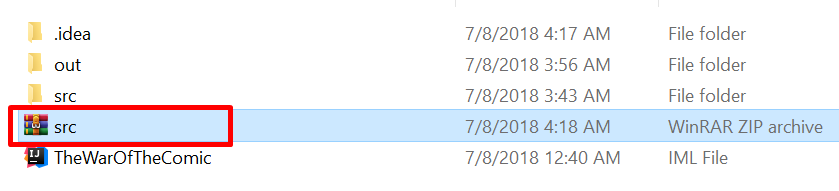 .idea 7/8/2018 4:17 AM File folder
out 7/8/2018 3:56 AM File folder
src 7/8/2018 3:43 AM File folder
src 7/8/2018 4:18 AM WinRAR ZIP archive
TheWarOfTheComic 7/8/2018 12:40 AM IML File